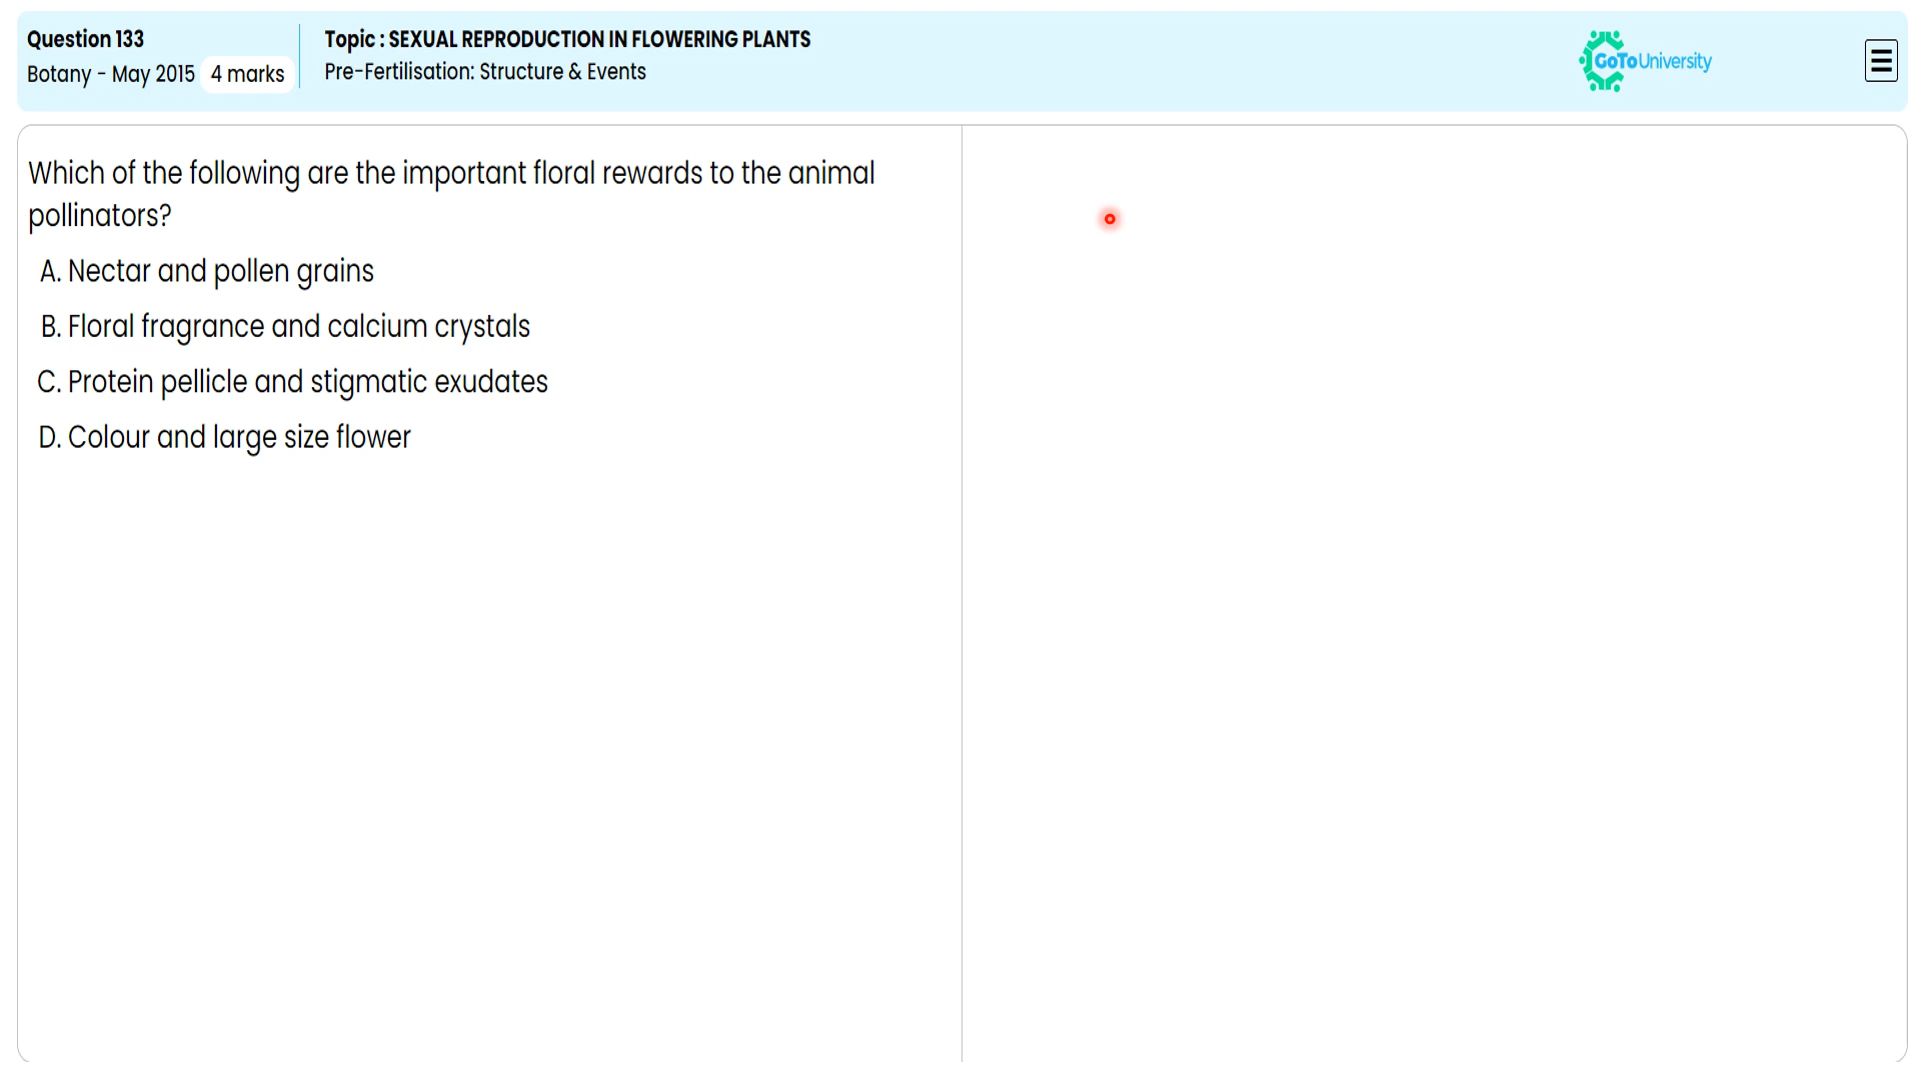 Question 133
Botany - May 2015 4 marks
Topic : SEXUAL REPRODUCTION IN FLOWERING PLANTS
Pre-Fertilisation: Structure & Events
GoToUniversity
Which of the following are the important floral rewards to the animal
pollinators?
A. Nectar and pollen grains
B. Floral fragrance and calcium crystals
C. Protein pellicle and stigmatic exudates
D. Colour and large size flower